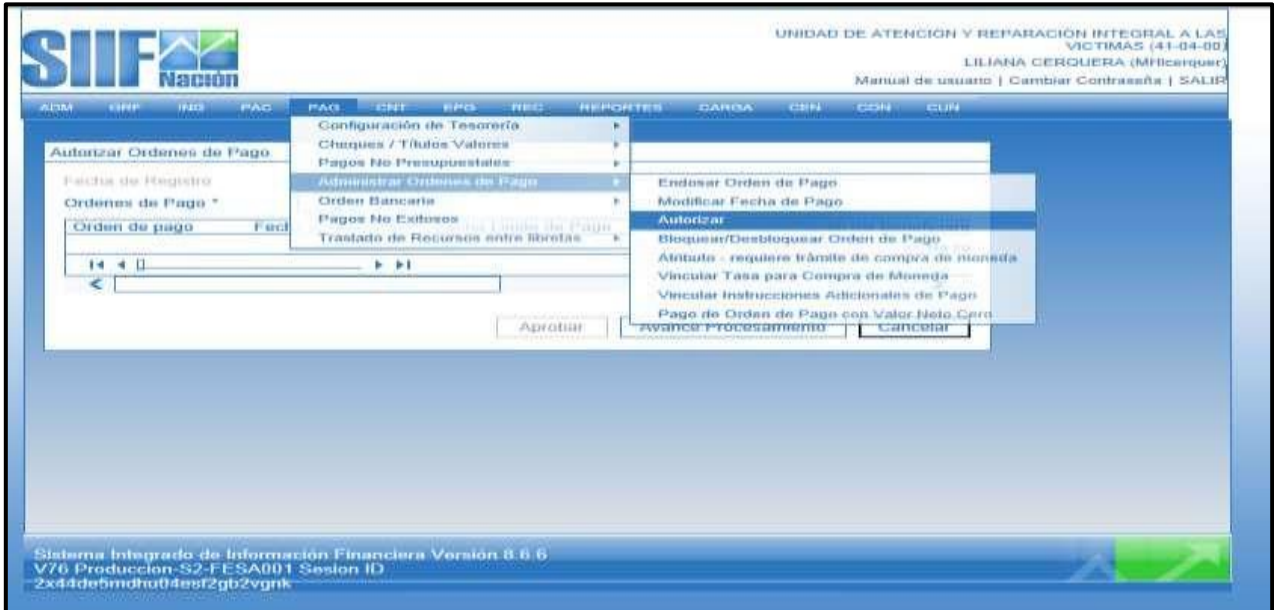 SIIF
Nación
UNIDAD DE ATENCIÓN Y REPARACIÓN INTEGRAL A LAS
VICTIMAS (41-04-00)
LILIANA CERQUERA (MHlcerquer)
Manual de usuario | Cambiar Contraseña | SALIR
ADM GRP ING PAC PAG CNT EPG REC REPORTES CARGA CEN CON CUN
Configuración de Tesorería
Cheques / Títulos Valores
Pagos No Presupuestales
Administrar Ordenes de Pago
Orden Bancaria
Pagos No Exitosos
Traslado de Recursos entre libretas
Endosar Orden de Pago
Modificar Fecha de Pago
Autorizar
Bloquear/Desbloquear Orden de Pago
Atributo - requiere trámite de compra de moneda
Vincular Tasa para Compra de Moneda
Vincular Instrucciones Adicionales de Pago
Pago de Orden de Pago con Valor Neto Cero
Autorizar Ordenes de Pago
Fecha de Registro
Ordenes de Pago *
Orden de pago Fecl
Aprobar Avance Procesamiento Cancelar
Sistema Integrado de Información Financiera Versión 8.6.6
V76 Produccion-S2-FESA001 Sesion ID